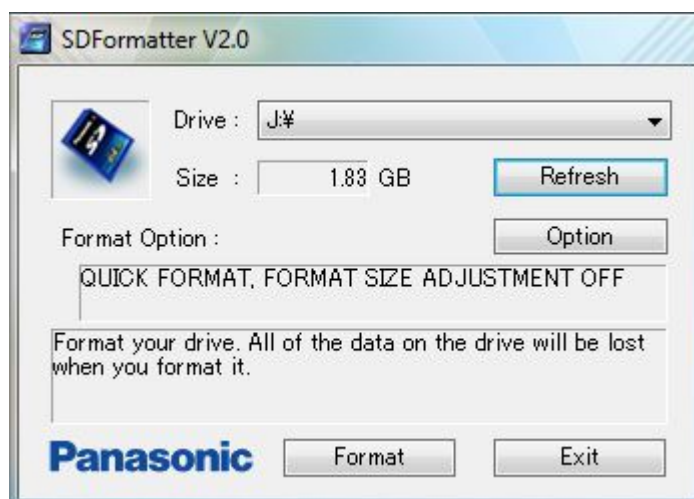 SDFormatter V2.0
Drive : J:¥
Size : 1.83 GB Refresh
Format Option : Option
QUICK FORMAT, FORMAT SIZE ADJUSTMENT OFF
Format your drive. All of the data on the drive will be lost
when you format it.
Panasonic Format Exit